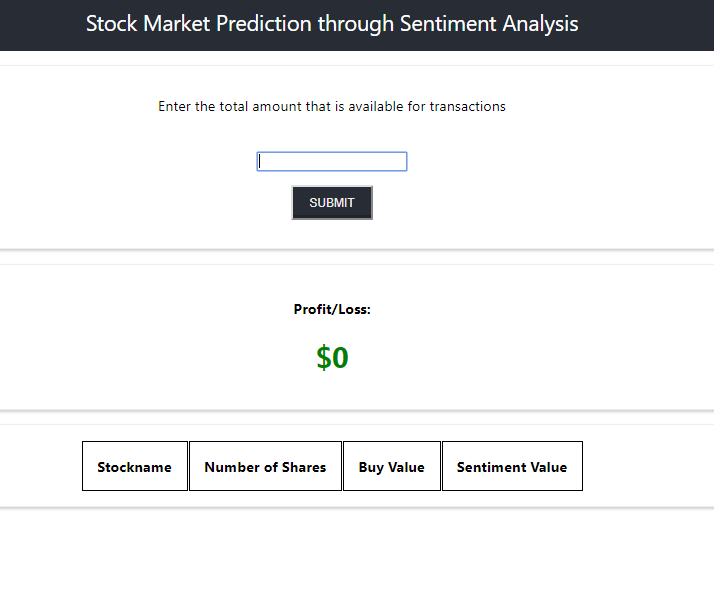 Stock Market Prediction through Sentiment Analysis
Enter the total amount that is available for transactions
SUBMIT
Profit/Loss:
$0
Stockname Number of Shares Buy Value Sentiment Value